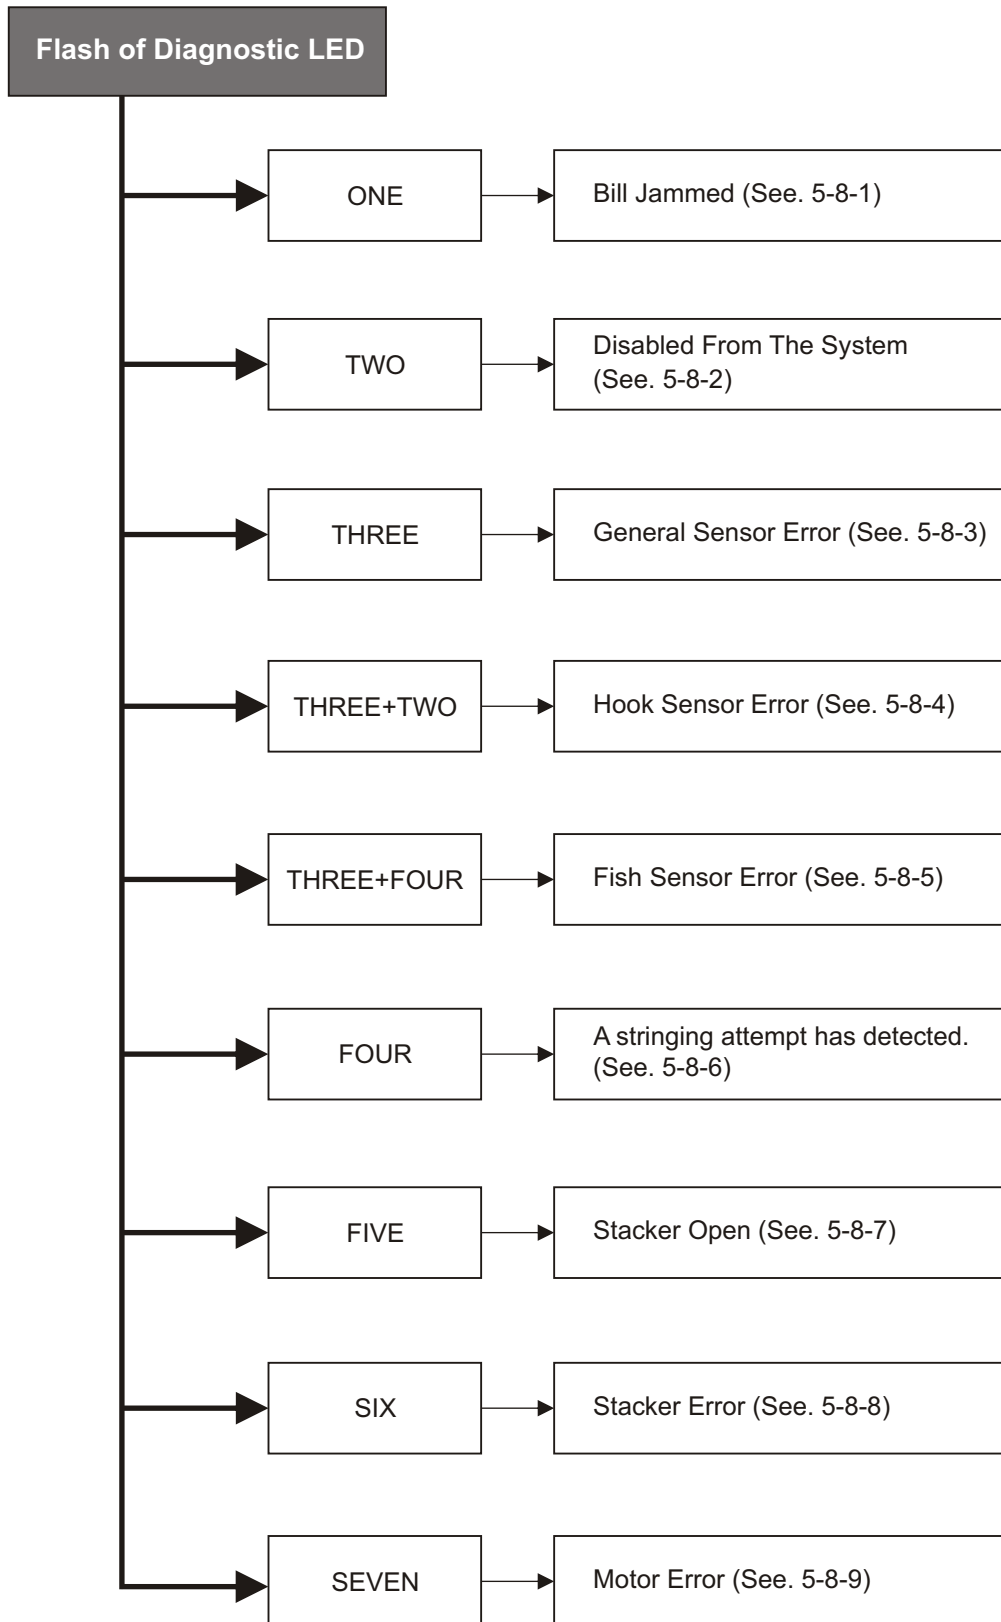 Flash of Diagnostic LED
ONE
Bill Jammed (See. 5-8-1)
TWO
Disabled From The System
(See. 5-8-2)
THREE
General Sensor Error (See. 5-8-3)
THREE+TWO
Hook Sensor Error (See. 5-8-4)
THREE+FOUR
Fish Sensor Error (See. 5-8-5)
FOUR
A stringing attempt has detected.
(See. 5-8-6)
FIVE
Stacker Open (See. 5-8-7)
SIX
Stacker Error (See. 5-8-8)
SEVEN
Motor Error (See. 5-8-9)